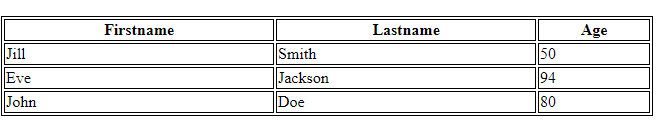 Firstname Lastname Age
Jill Smith 50
Eve Jackson 94
John Doe 80